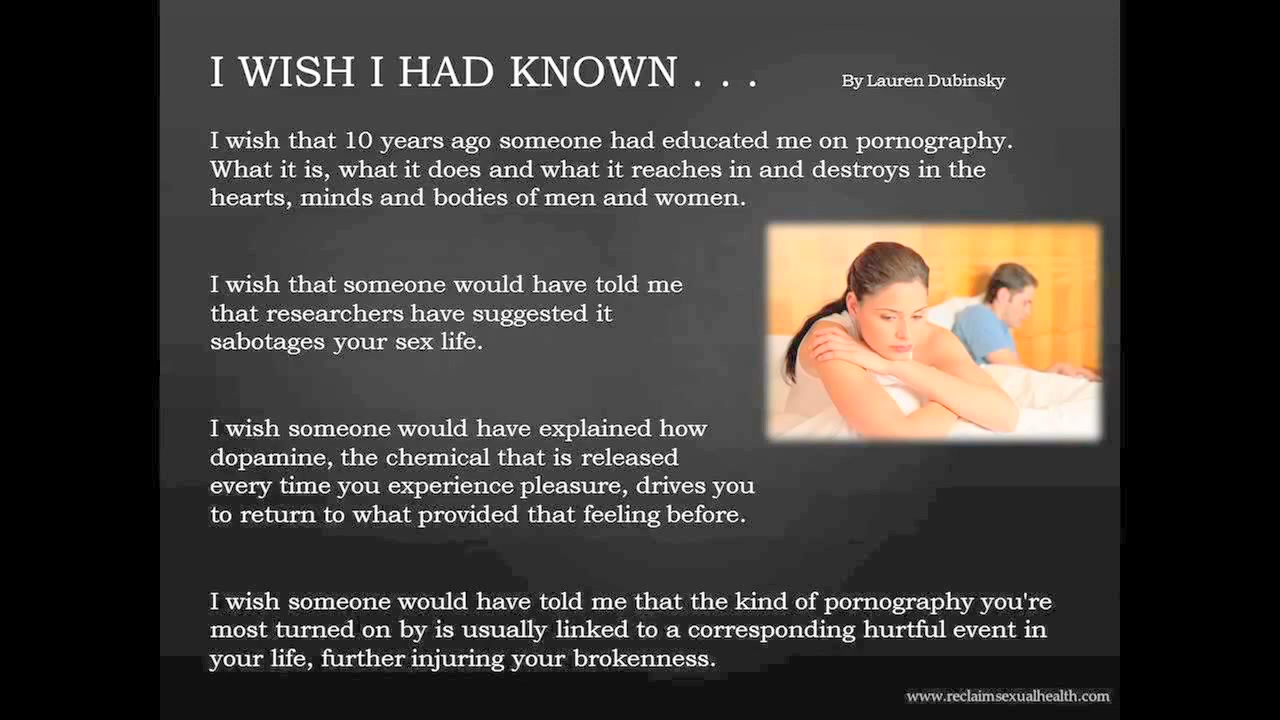 I WISH I HAD KNOWN . . .
By Lauren Dubinsky
I wish that 10 years ago someone had educated me on pornography.
What it is, what it does and what it reaches in and destroys in the
hearts, minds and bodies of men and women.
I wish that someone would have told me
that researchers have suggested it
sabotages your sex life.
I wish someone would have explained how
dopamine, the chemical that is released
every time you experience pleasure, drives you
to return to what provided that feeling before.
I wish someone would have told me that the kind of pornography you're
most turned on by is usually linked to a corresponding hurtful event in
your life, further injuring your brokenness.
www.reclaimsexualhealth.com